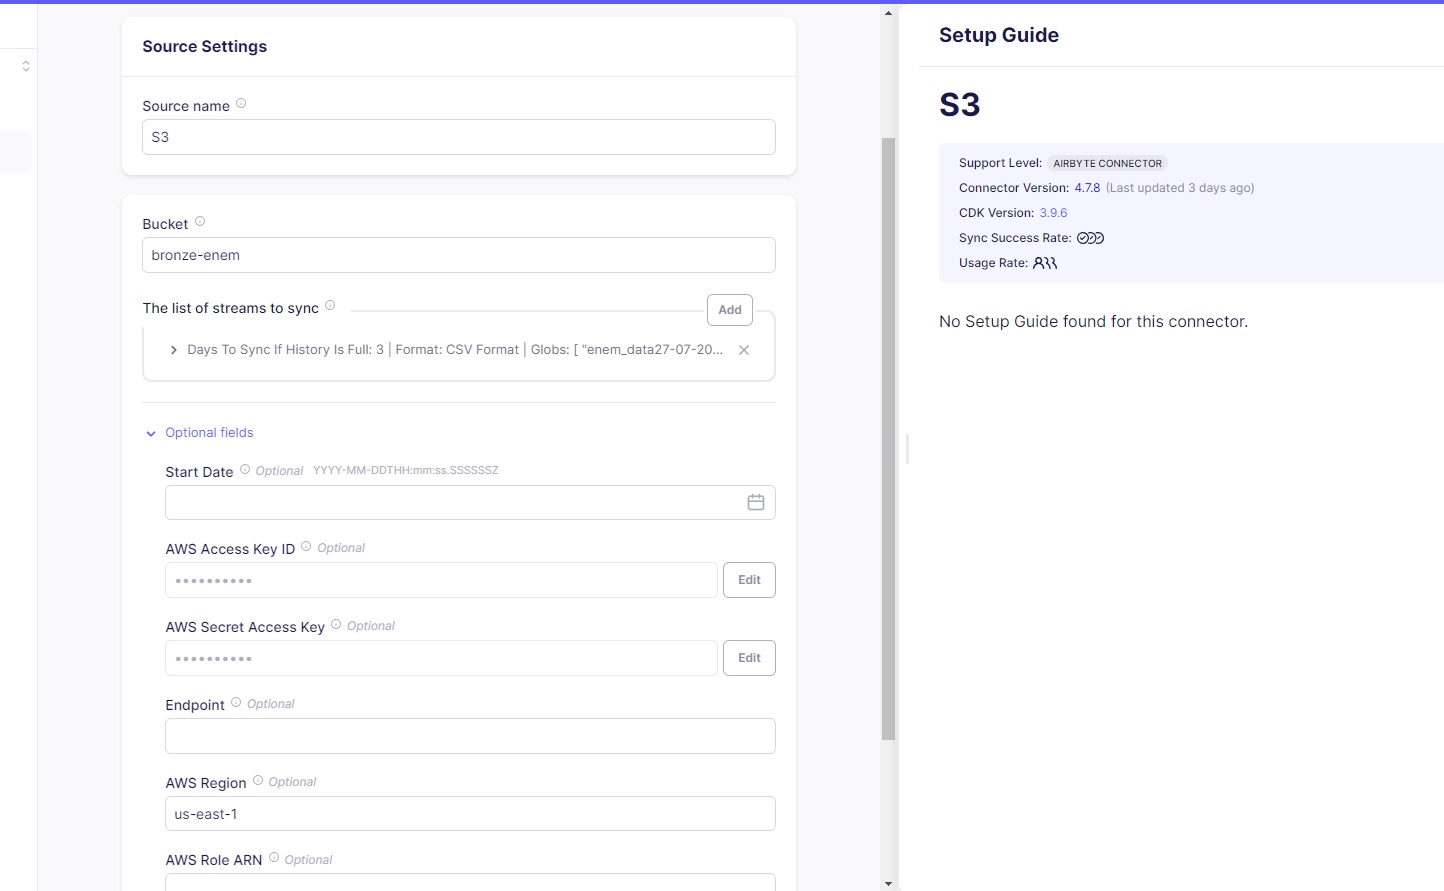 Source Settings
Source name
S3
Bucket
bronze-enem
The list of streams to sync
Add
Days To Sync If History Is Full: 3 | Format: CSV Format | Globs: [ "enem_data27-07-20...
Optional fields
Start Date Optional YYYY-MM-DDTHH:mm:ss.SSSSSSZ
AWS Access Key ID Optional
•••••••••• Edit
AWS Secret Access Key Optional
•••••••••• Edit
Endpoint Optional
AWS Region Optional
us-east-1
AWS Role ARN Optional
Setup Guide
S3
Support Level: AIRBYTE CONNECTOR
Connector Version: 4.7.8 (Last updated 3 days ago)
CDK Version: 3.9.6
Sync Success Rate:
Usage Rate:
No Setup Guide found for this connector.